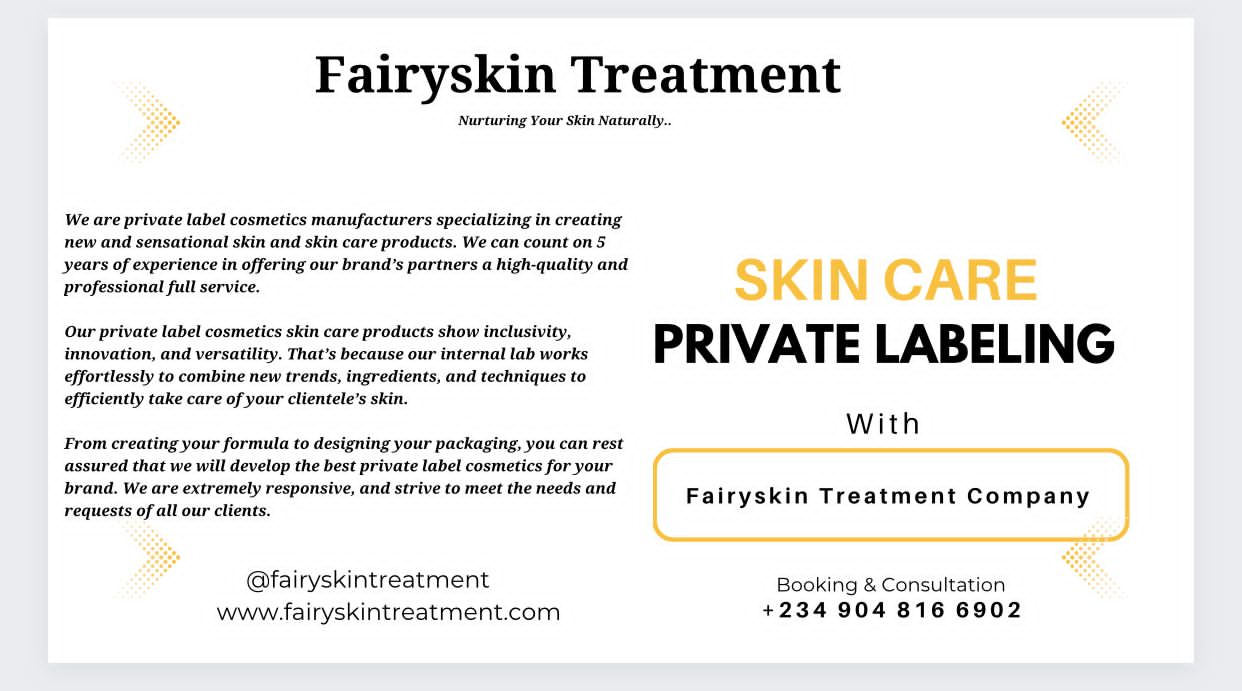 Fairyskin Treatment
Nurturing Your Skin Naturally..
We are private label cosmetics manufacturers specializing in creating
new and sensational skin and skin care products. We can count on 5
years of experience in offering our brand’s partners a high-quality and
professional full service.
Our private label cosmetics skin care products show inclusivity,
innovation, and versatility. That’s because our internal lab works
effortlessly to combine new trends, ingredients, and techniques to
efficiently take care of your clientele’s skin.
From creating your formula to designing your packaging, you can rest
assured that we will develop the best private label cosmetics for your
brand. We are extremely responsive, and strive to meet the needs and
requests of all our clients.
@fairyskintreatment
www.fairyskintreatment.com
SKIN CARE
PRIVATE LABELING
With
Fairyskin Treatment Company
Booking & Consultation
+234 904 816 6902